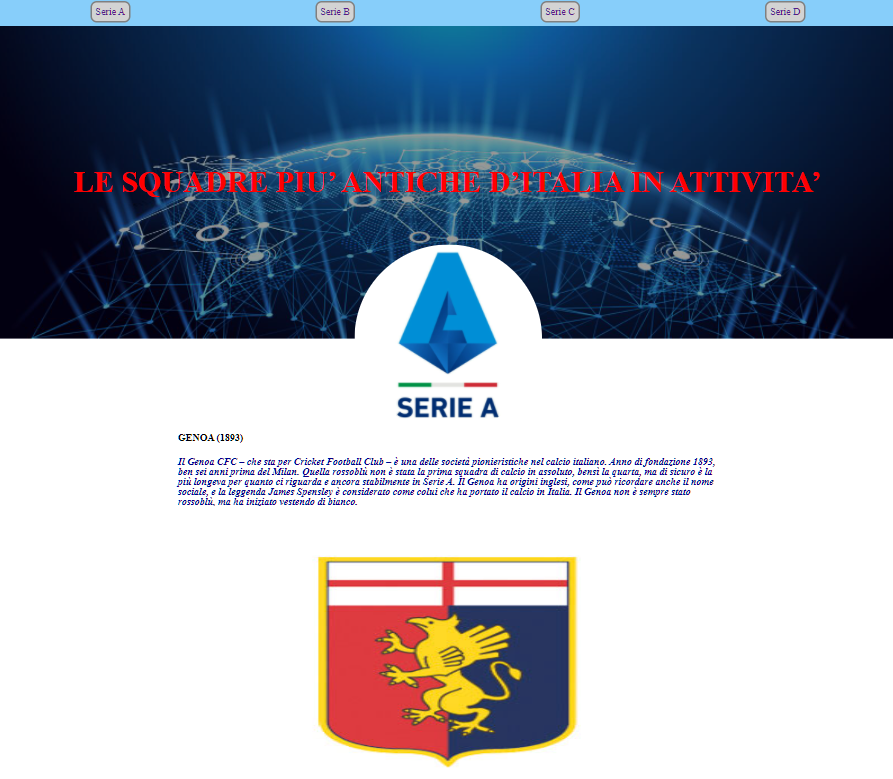 Serie A
Serie B
Serie C
Serie D
LE SQUADRE PIU’ ANTICHE D’ITALIA IN ATTIVITA’
SERIE A
GENOA (1893)
Il Genoa CFC – che sta per Cricket Football Club – è una delle società pionieristiche nel calcio italiano. Anno di fondazione 1893,
ben sei anni prima del Milan. Quella rossoblù non è stata la prima squadra di calcio in assoluto, bensì la quarta, ma di sicuro è la
più longeva per quanto ci riguarda e ancora stabilmente in Serie A. Il Genoa ha origini inglesi, come può ricordare anche il nome
sociale, e la leggenda James Spensley è considerato come colui che ha portato il calcio in Italia. Il Genoa non è sempre stato
rossoblù, ma ha iniziato vestendo di bianco.